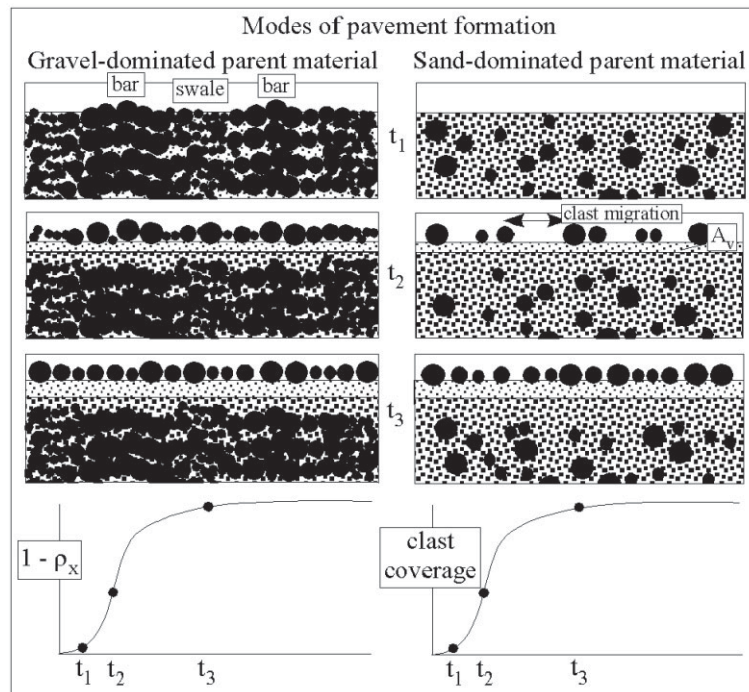 Modes of pavement formation
Gravel-dominated parent material
Sand-dominated parent material
bar
swale
bar
t₁
clast migration
Aᵥ
t₂
t₃
1 - ρₓ
clast
coverage
t₁ t₂ t₃
t₁ t₂ t₃